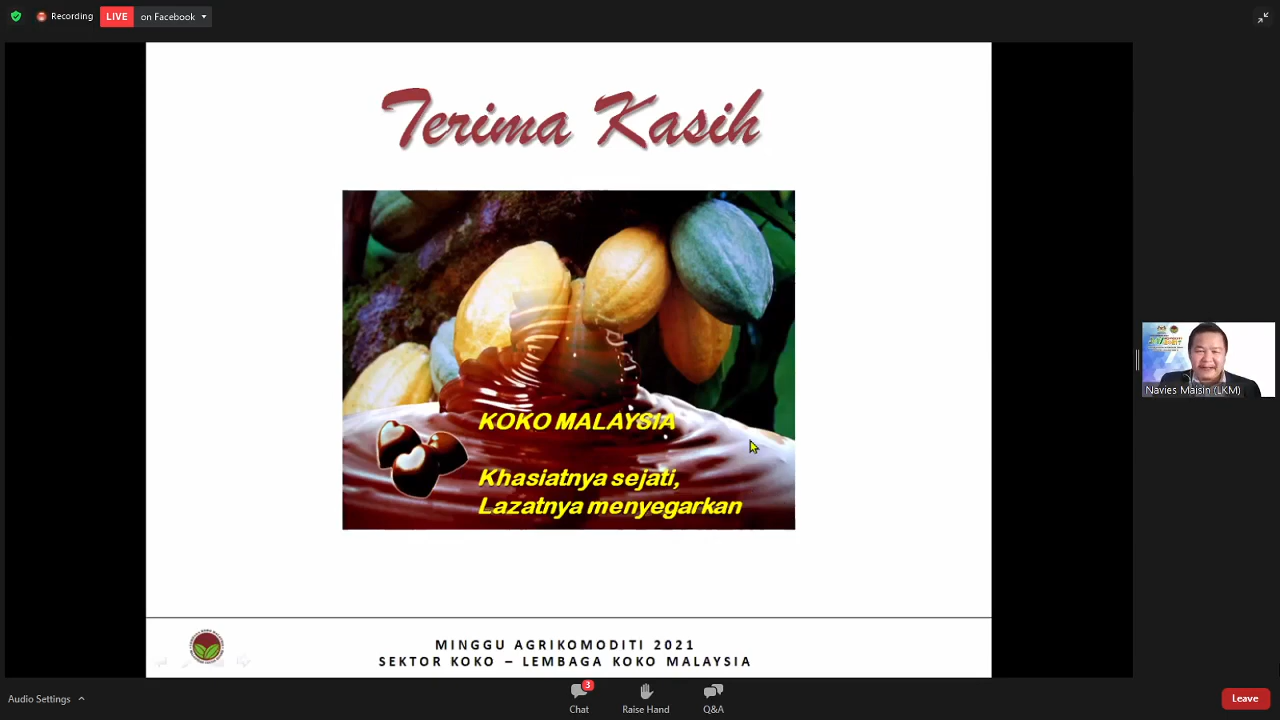 Recording
LIVE
on Facebook
Terima Kasih
KOKO MALAYSIA
Khasiatnya sejati,
Lazatnya menyegarkan
Navies Maisin (LKM)
MINGGU AGRIKOMODITI 2021
SEKTOR KOKO – LEMBAGA KOKO MALAYSIA
Audio Settings
3
Chat
Raise Hand
Q&A
Leave